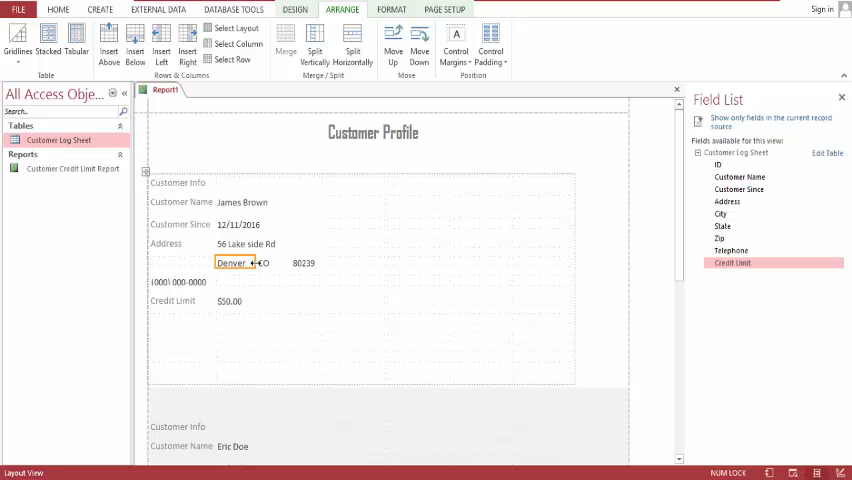 FILE HOME CREATE EXTERNAL DATA DATABASE TOOLS DESIGN ARRANGE FORMAT PAGE SETUP Sign in
Gridlines Stacked Tabular
Insert Above Insert Below Insert Left Insert Right
Select Layout
Select Column
Select Row
Merge Split Vertically Split Horizontally
Move Up Move Down
Control Margins Control Padding
Table Rows & Columns Merge / Split Move Position
All Access Obje...
Search...
Tables
Customer Log Sheet
Reports
Customer Credit Limit Report
Report1
Customer Profile
Customer Info
Customer Name James Brown
Customer Since 12/11/2016
Address 56 Lake side Rd
Denver CO 80239
(000) 000-0000
Credit Limit $50.00
Customer Info
Customer Name Eric Doe
Field List
Show only fields in the current record source
Fields available for this view:
Customer Log Sheet Edit Table
ID
Customer Name
Customer Since
Address
City
State
Zip
Telephone
Credit Limit
Layout View NUM LOCK